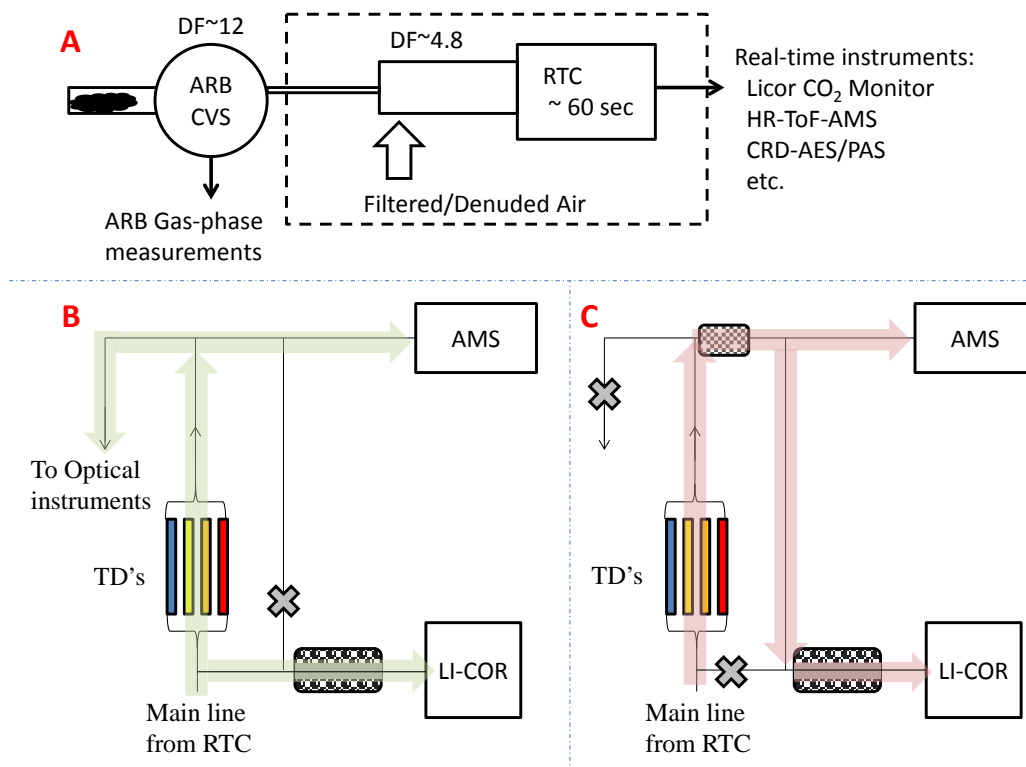 A
DF~12
DF~4.8
ARB
CVS
RTC
~ 60 sec
Real-time instruments:
Licor CO₂ Monitor
HR-ToF-AMS
CRD-AES/PAS
etc.
Filtered/Denuded Air
ARB Gas-phase
measurements
B
AMS
To Optical
instruments
TD's
LI-COR
Main line
from RTC
C
AMS
TD's
LI-COR
Main line
from RTC